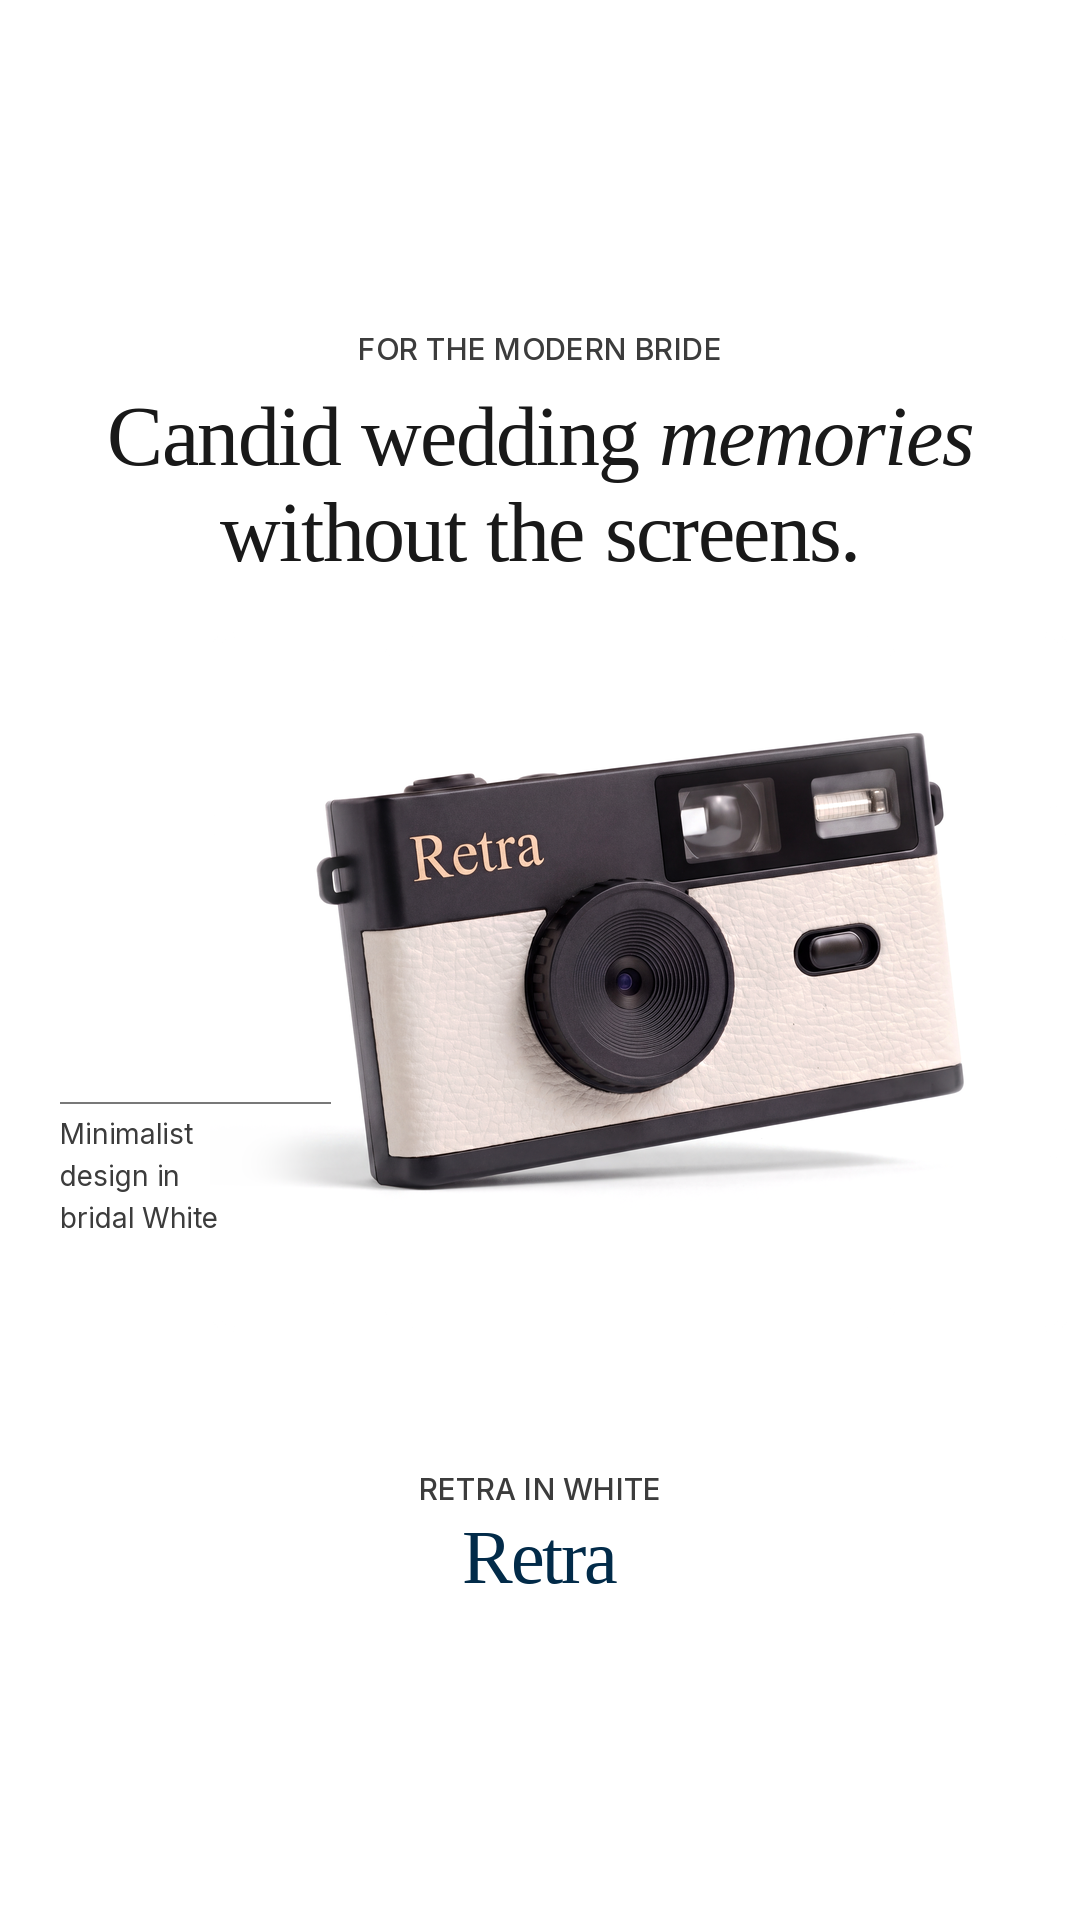 FOR THE MODERN BRIDE
Candid wedding memories
without the screens.
Retra
Minimalist
design in
bridal White
RETRA IN WHITE
Retra